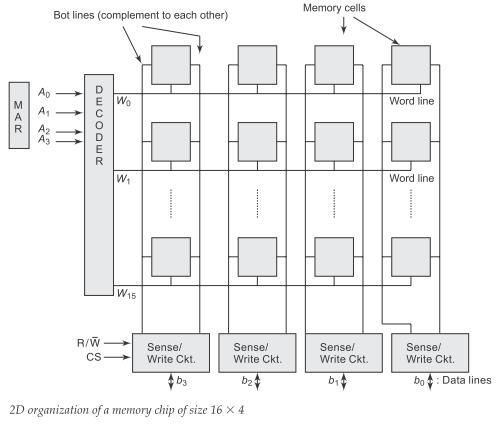 Bot lines (complement to each other)
Memory cells
MAR
A0
A1
A2
A3
DECODER
W0
Word line
W1
Word line
W15
R/W̅
CS
Sense/
Write Ckt.
Sense/
Write Ckt.
Sense/
Write Ckt.
Sense/
Write Ckt.
b3
b2
b1
b0 : Data lines
2D organization of a memory chip of size 16 × 4